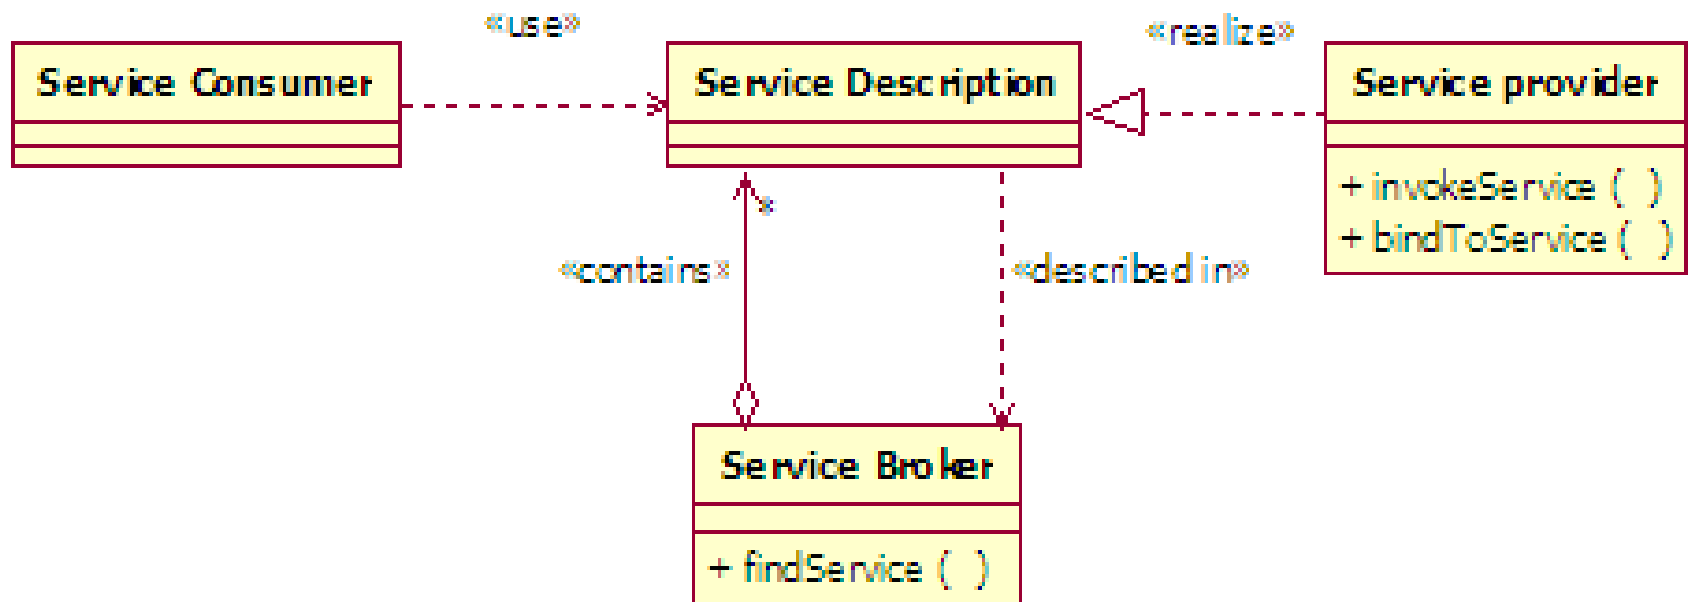 «use»
«realize»
Service Consumer
Service Description
Service provider
+ invokeService ( )
+ bindToService ( )
*
«contains»
«described in»
Service Broker
+ findService ( )